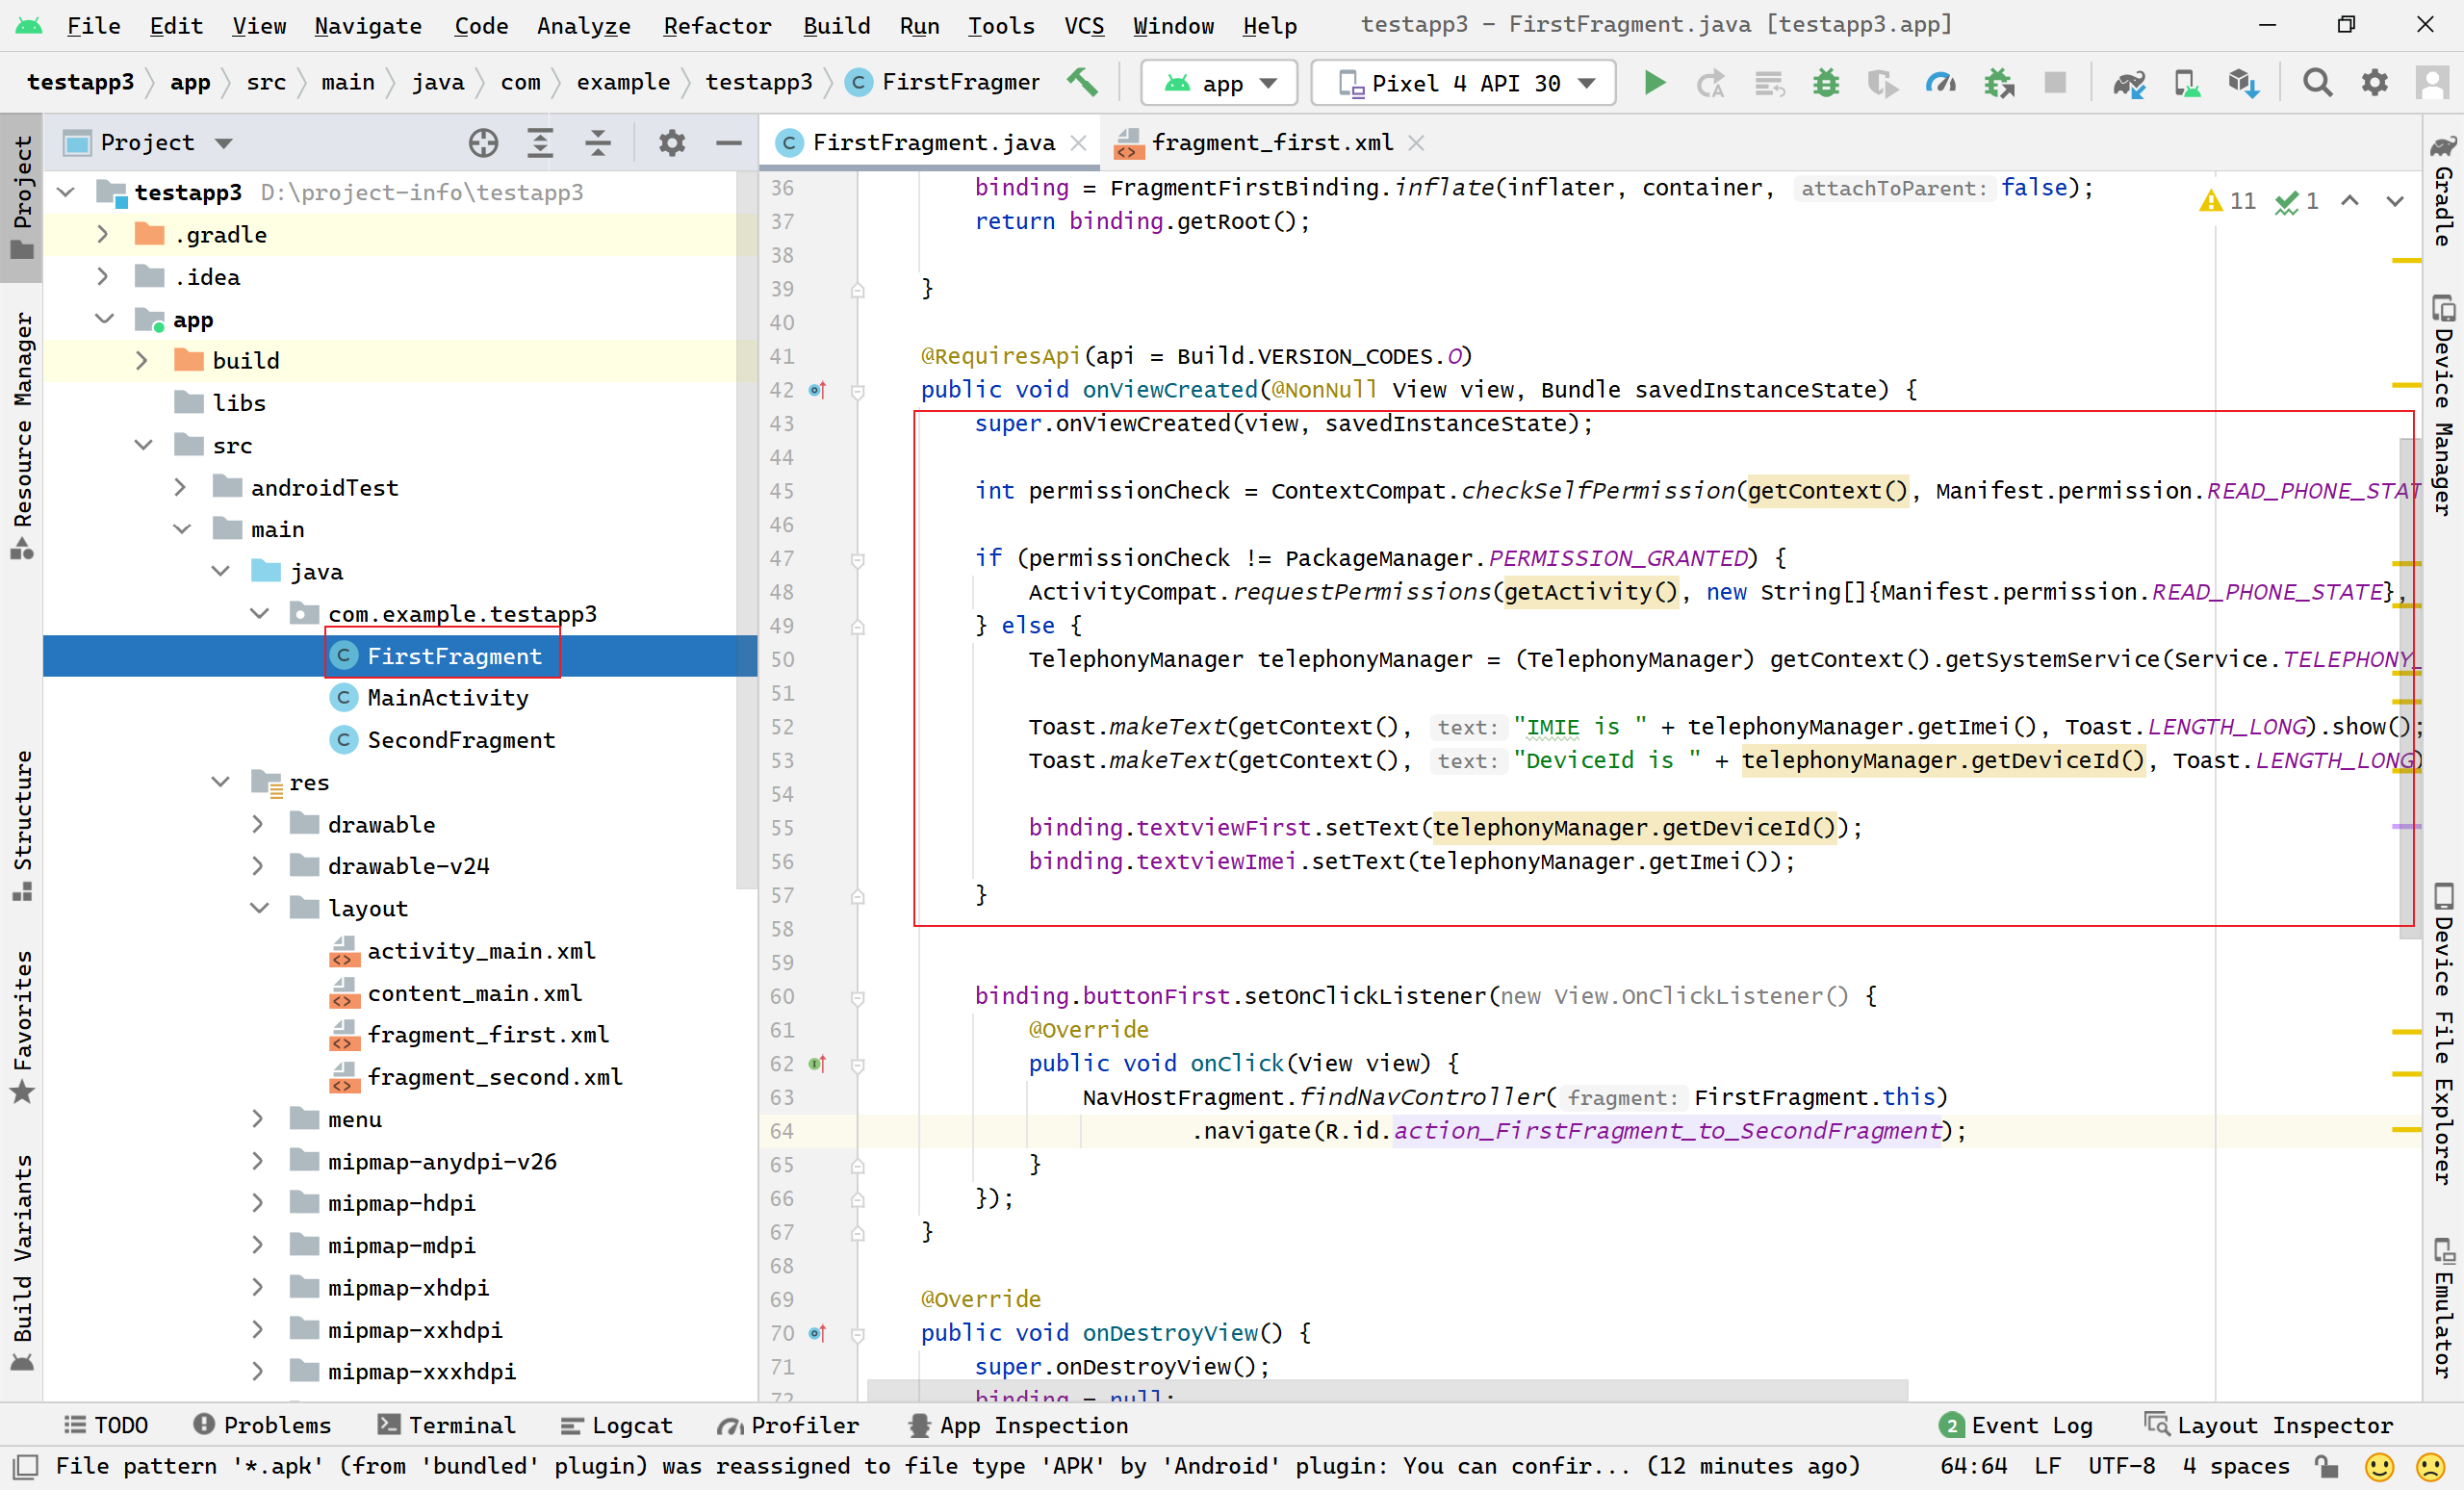 File Edit View Navigate Code Analyze Refactor Build Run Tools VCS Window Help testapp3 - FirstFragment.java [testapp3.app]
testapp3 app src main java com example testapp3 FirstFragmer app Pixel 4 API 30
Project
FirstFragment.java fragment_first.xml
testapp3 D:\project-info\testapp3
.gradle
.idea
app
build
libs
src
androidTest
main
java
com.example.testapp3
FirstFragment
MainActivity
SecondFragment
res
drawable
drawable-v24
layout
activity_main.xml
content_main.xml
fragment_first.xml
fragment_second.xml
menu
mipmap-anydpi-v26
mipmap-hdpi
mipmap-mdpi
mipmap-xhdpi
mipmap-xxhdpi
mipmap-xxxhdpi
Project
Resource Manager
Structure
Favorites
Build Variants
11 1
36 binding = FragmentFirstBinding.inflate(inflater, container, attachToParent: false);
37 return binding.getRoot();
38
39 }
40
41 @RequiresApi(api = Build.VERSION_CODES.O)
42 public void onViewCreated(@NonNull View view, Bundle savedInstanceState) {
43 super.onViewCreated(view, savedInstanceState);
44
45 int permissionCheck = ContextCompat.checkSelfPermission(getContext(), Manifest.permission.READ_PHONE_STAT
46
47 if (permissionCheck != PackageManager.PERMISSION_GRANTED) {
48 ActivityCompat.requestPermissions(getActivity(), new String[]{Manifest.permission.READ_PHONE_STATE},
49 } else {
50 TelephonyManager telephonyManager = (TelephonyManager) getContext().getSystemService(Service.TELEPHONY_
51
52 Toast.makeText(getContext(), text: "IMIE is " + telephonyManager.getImei(), Toast.LENGTH_LONG).show();
53 Toast.makeText(getContext(), text: "DeviceId is " + telephonyManager.getDeviceId(), Toast.LENGTH_LONG)
54
55 binding.textviewFirst.setText(telephonyManager.getDeviceId());
56 binding.textviewImei.setText(telephonyManager.getImei());
57 }
58
59
60 binding.buttonFirst.setOnClickListener(new View.OnClickListener() {
61 @Override
62 public void onClick(View view) {
63 NavHostFragment.findNavController( fragment: FirstFragment.this)
64 .navigate(R.id.action_FirstFragment_to_SecondFragment);
65 }
66 });
67 }
68
69 @Override
70 public void onDestroyView() {
71 super.onDestroyView();
72 binding = null;
Gradle
Device Manager
Device File Explorer
Emulator
TODO Problems Terminal Logcat Profiler App Inspection 2 Event Log Layout Inspector
File pattern '*.apk' (from 'bundled' plugin) was reassigned to file type 'APK' by 'Android' plugin: You can confir... (12 minutes ago) 64:64 LF UTF-8 4 spaces